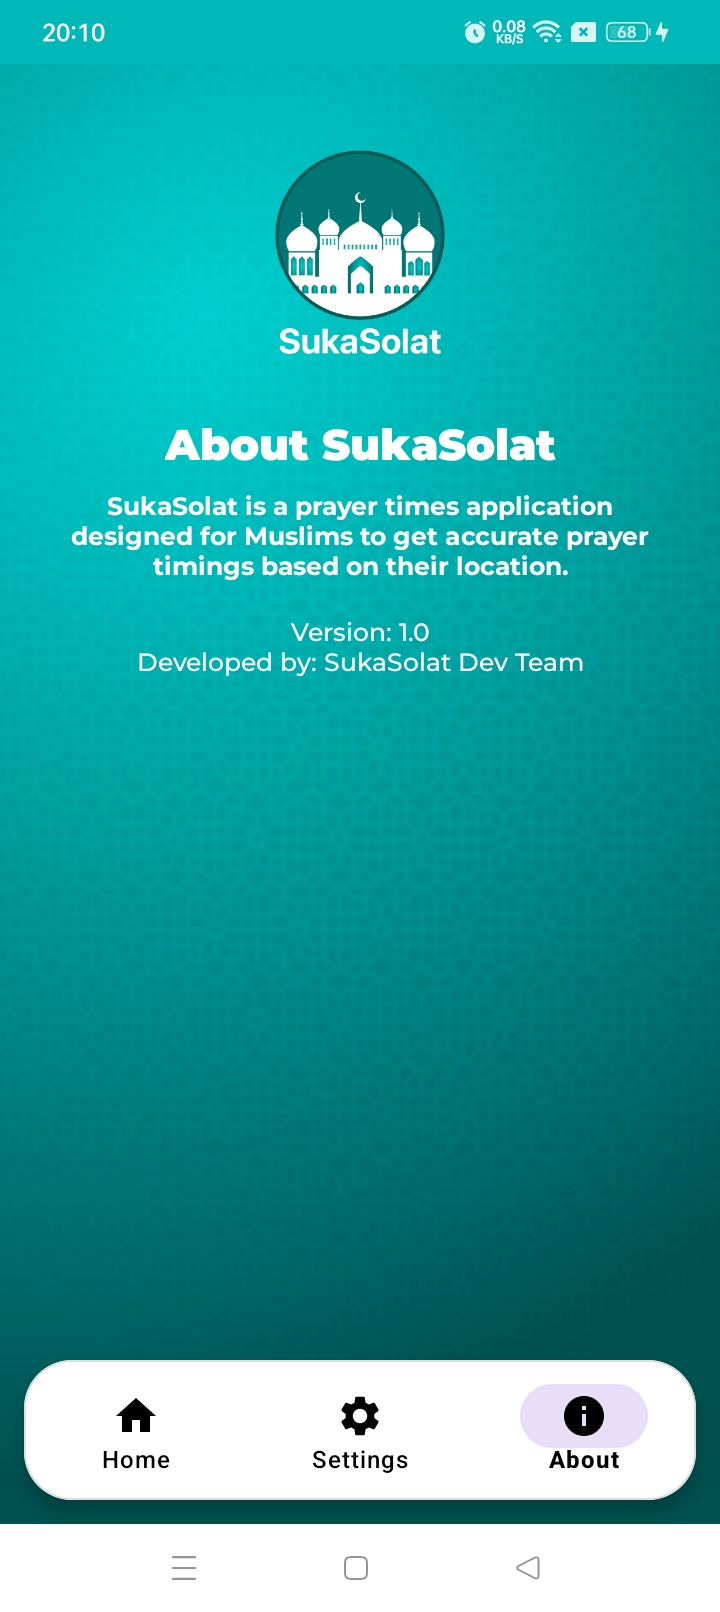 20:10
0.08
KB/S
68
SukaSolat
About SukaSolat
SukaSolat is a prayer times application
designed for Muslims to get accurate prayer
timings based on their location.
Version: 1.0
Developed by: SukaSolat Dev Team
Home
Settings
About